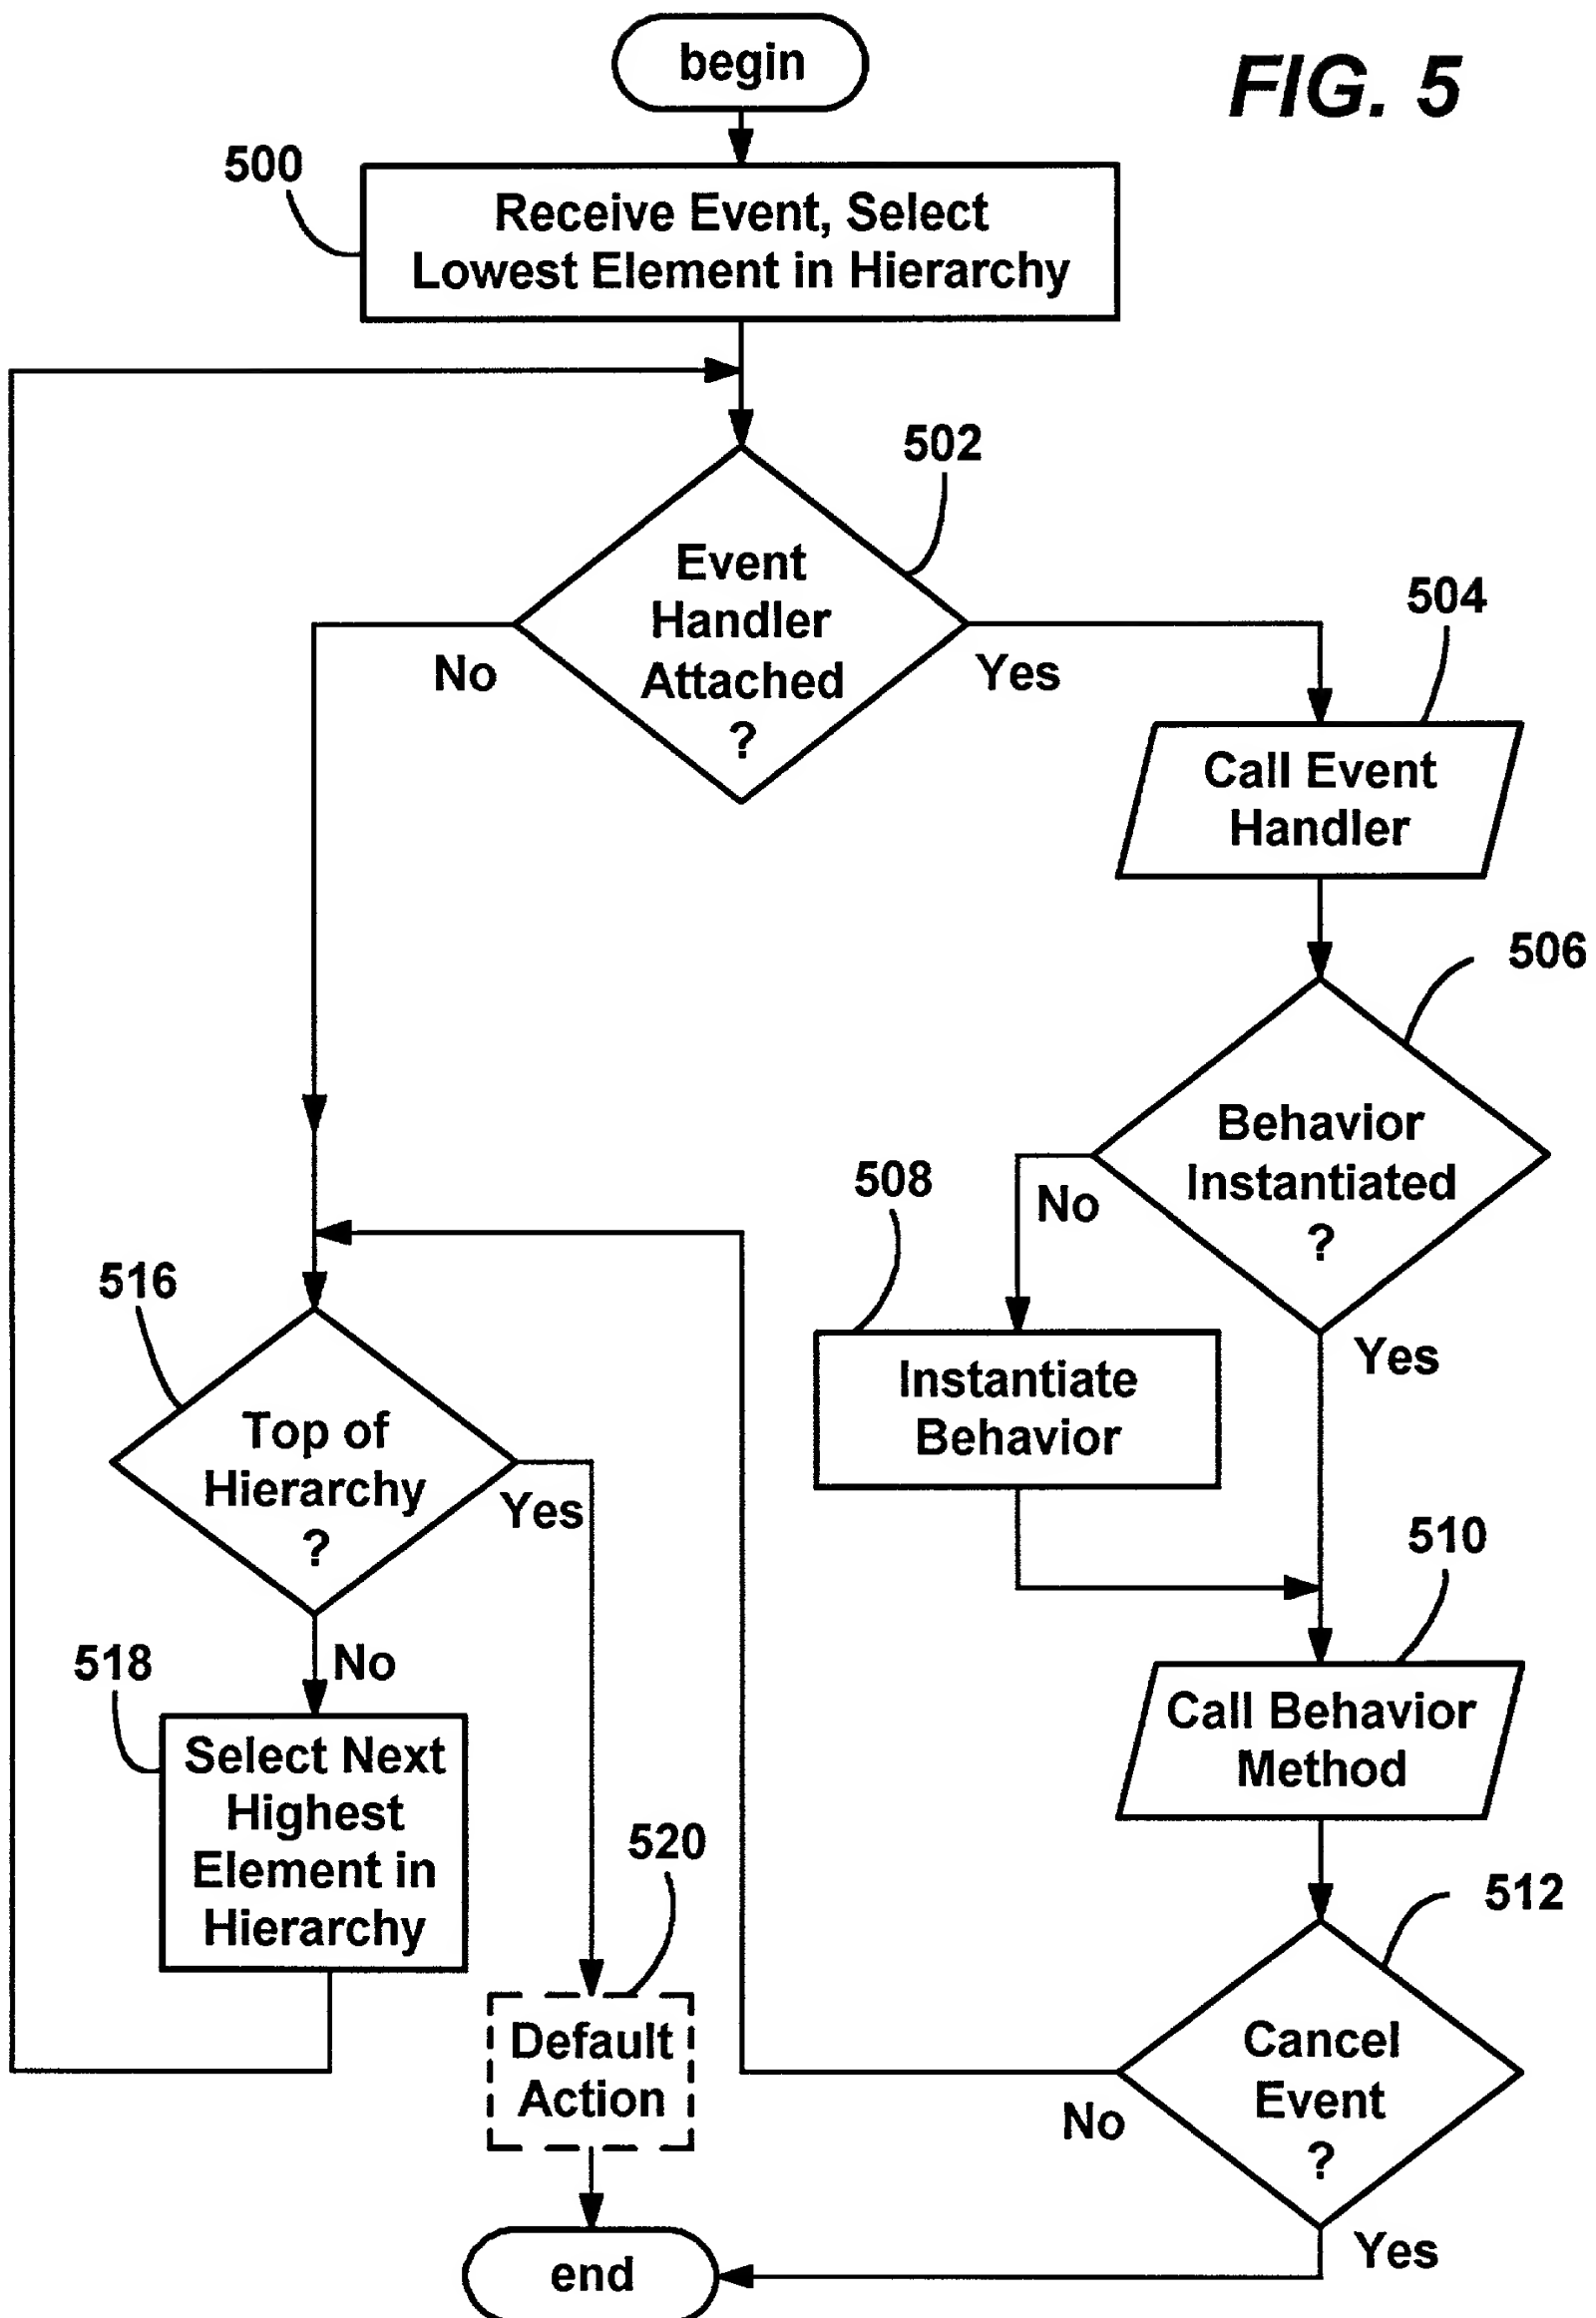 begin
FIG. 5
500
Receive Event, Select
Lowest Element in Hierarchy
502
Event
Handler
Attached
?
No
Yes
504
Call Event
Handler
506
Behavior
Instantiated
?
No
Yes
508
Instantiate
Behavior
516
Top of
Hierarchy
?
Yes
No
510
Call Behavior
Method
518
Select Next
Highest
Element in
Hierarchy
520
Default
Action
512
Cancel
Event
?
No
Yes
end